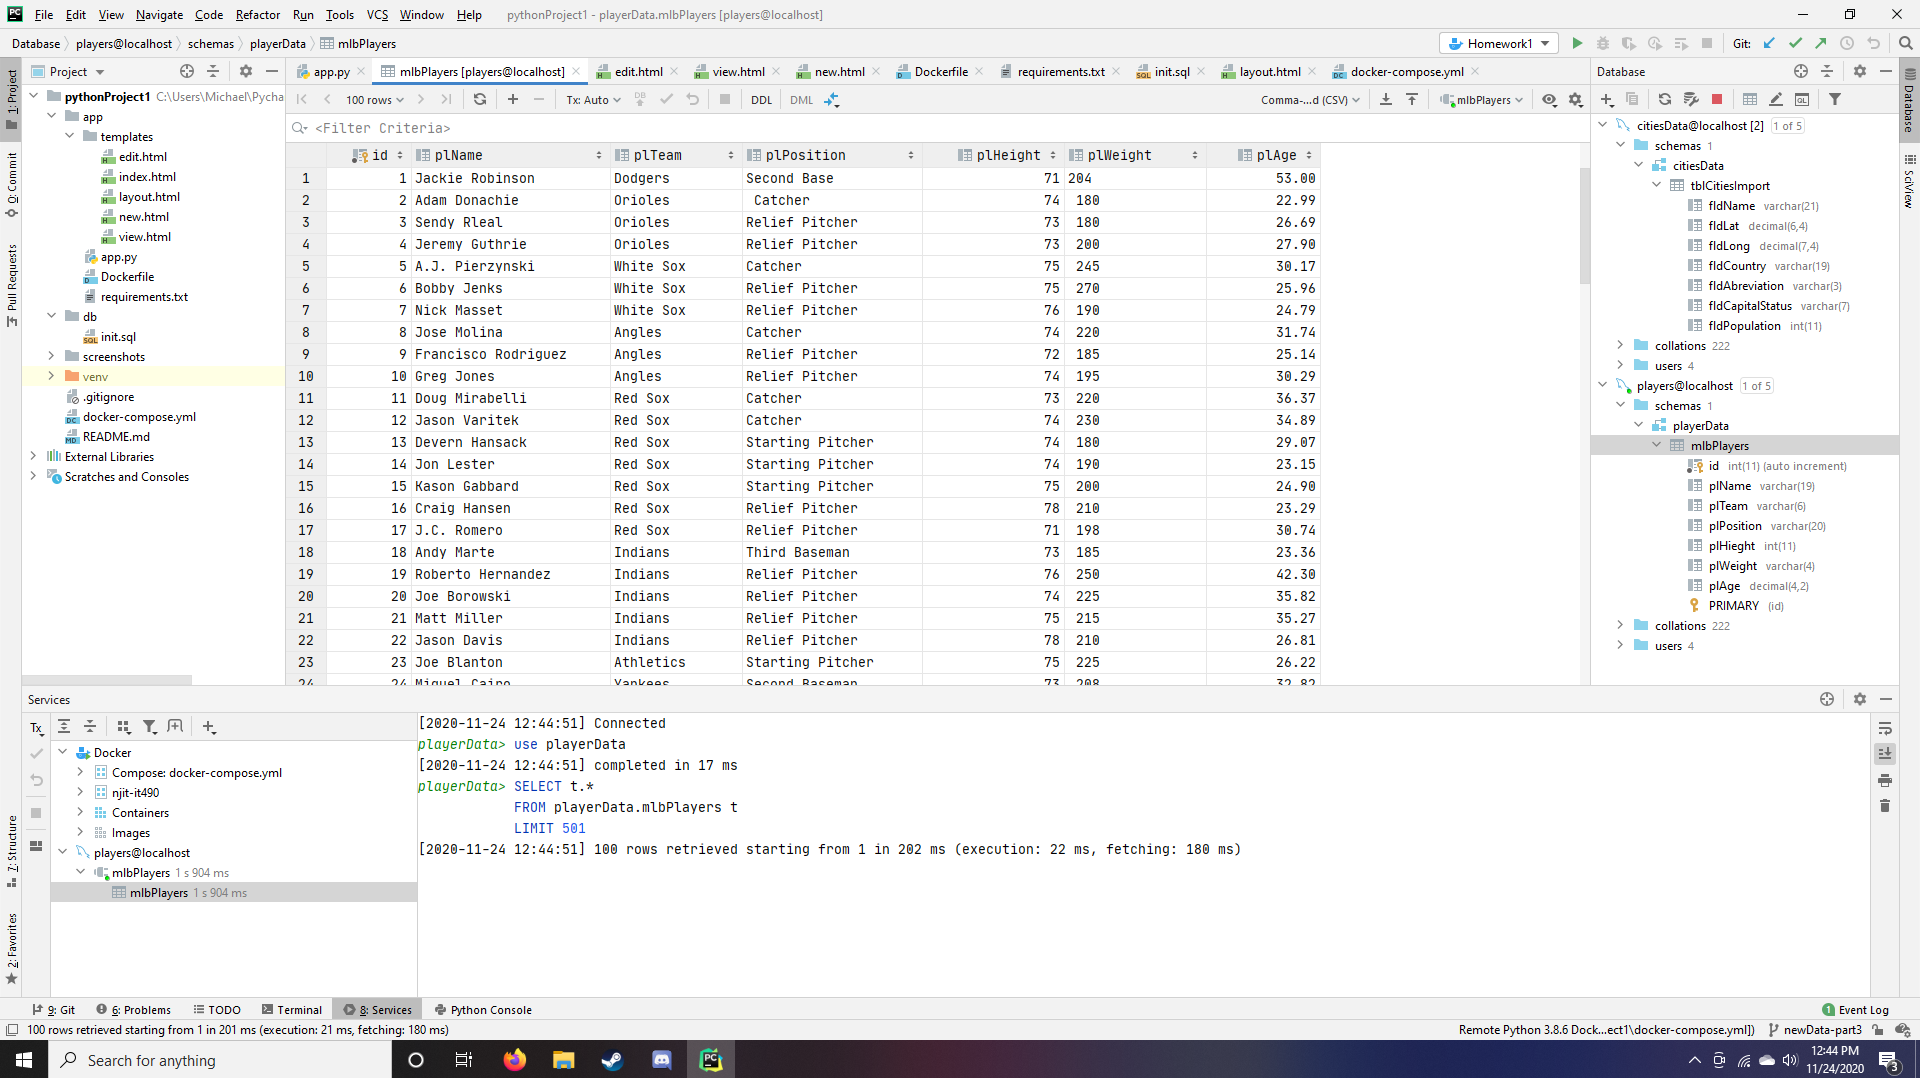 File Edit View Navigate Code Refactor Run Tools VCS Window Help pythonProject1 - playerData.mlbPlayers [players@localhost]
Database players@localhost schemas playerData mlbPlayers Homework1 Git:
Project app.py mlbPlayers [players@localhost] edit.html view.html new.html Dockerfile requirements.txt init.sql layout.html docker-compose.yml Database
100 rows Tx: Auto DB DDL DML Comma-...d (CSV) mlbPlayers
<Filter Criteria>
1: Project
0: Commit
Pull Requests
7: Structure
2: Favorites
pythonProject1 C:\Users\Michael\Pycha
app
templates
edit.html
index.html
layout.html
new.html
view.html
app.py
Dockerfile
requirements.txt
db
init.sql
screenshots
venv
.gitignore
docker-compose.yml
README.md
External Libraries
Scratches and Consoles
id plName plTeam plPosition plHeight plWeight plAge
1 1 Jackie Robinson Dodgers Second Base 71 204 53.00
2 2 Adam Donachie Orioles Catcher 74 180 22.99
3 3 Sendy Rleal Orioles Relief Pitcher 73 180 26.69
4 4 Jeremy Guthrie Orioles Relief Pitcher 73 200 27.90
5 5 A.J. Pierzynski White Sox Catcher 75 245 30.17
6 6 Bobby Jenks White Sox Relief Pitcher 75 270 25.96
7 7 Nick Masset White Sox Relief Pitcher 76 190 24.79
8 8 Jose Molina Angles Catcher 74 220 31.74
9 9 Francisco Rodriguez Angles Relief Pitcher 72 185 25.14
10 10 Greg Jones Angles Relief Pitcher 74 195 30.29
11 11 Doug Mirabelli Red Sox Catcher 73 220 36.37
12 12 Jason Varitek Red Sox Catcher 74 230 34.89
13 13 Devern Hansack Red Sox Starting Pitcher 74 180 29.07
14 14 Jon Lester Red Sox Starting Pitcher 74 190 23.15
15 15 Kason Gabbard Red Sox Starting Pitcher 75 200 24.90
16 16 Craig Hansen Red Sox Relief Pitcher 78 210 23.29
17 17 J.C. Romero Red Sox Relief Pitcher 71 198 30.74
18 18 Andy Marte Indians Third Baseman 73 185 23.36
19 19 Roberto Hernandez Indians Relief Pitcher 76 250 42.30
20 20 Joe Borowski Indians Relief Pitcher 74 225 35.82
21 21 Matt Miller Indians Relief Pitcher 75 215 35.27
22 22 Jason Davis Indians Relief Pitcher 78 210 26.81
23 23 Joe Blanton Athletics Starting Pitcher 75 225 26.22
24 24 Miguel Cairo Yankees Second Baseman 73 208 32.82
citiesData@localhost [2] 1 of 5
schemas 1
citiesData
tblCitiesImport
fldName varchar(21)
fldLat decimal(6,4)
fldLong decimal(7,4)
fldCountry varchar(19)
fldAbreviation varchar(3)
fldCapitalStatus varchar(7)
fldPopulation int(11)
collations 222
users 4
players@localhost 1 of 5
schemas 1
playerData
mlbPlayers
id int(11) (auto increment)
plName varchar(19)
plTeam varchar(6)
plPosition varchar(20)
plHieght int(11)
plWeight varchar(4)
plAge decimal(4,2)
PRIMARY (id)
collations 222
users 4
Database
SciView
Services
Tx
Docker
Compose: docker-compose.yml
njit-it490
Containers
Images
players@localhost
mlbPlayers 1 s 904 ms
mlbPlayers 1 s 904 ms
[2020-11-24 12:44:51] Connected
playerData> use playerData
[2020-11-24 12:44:51] completed in 17 ms
playerData> SELECT t.*
FROM playerData.mlbPlayers t
LIMIT 501
[2020-11-24 12:44:51] 100 rows retrieved starting from 1 in 202 ms (execution: 22 ms, fetching: 180 ms)
9: Git 6: Problems TODO Terminal 8: Services Python Console 1 Event Log
100 rows retrieved starting from 1 in 201 ms (execution: 21 ms, fetching: 180 ms) Remote Python 3.8.6 Dock...ect1\docker-compose.yml]) newData-part3
Search for anything 12:44 PM
11/24/2020 3